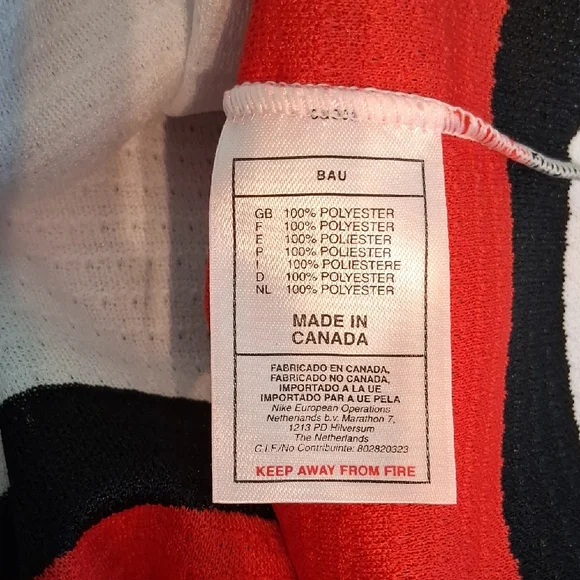 BAU
GB 100% POLYESTER
F 100% POLYESTER
E 100% POLIESTER
P 100% POLIESTER
I 100% POLIESTERE
D 100% POLYESTER
NL 100% POLYESTER
MADE IN
CANADA
FABRICADO EN CANADA,
FABRICADO NO CANADA,
IMPORTADO A LA UE
IMPORTADO PAR A UE PELA
Nike European Operations
Netherlands b.v. Marathon 7,
1213 PD Hilversum
The Netherlands
C.I.F/No Contribuinte: 802820323
KEEP AWAY FROM FIRE